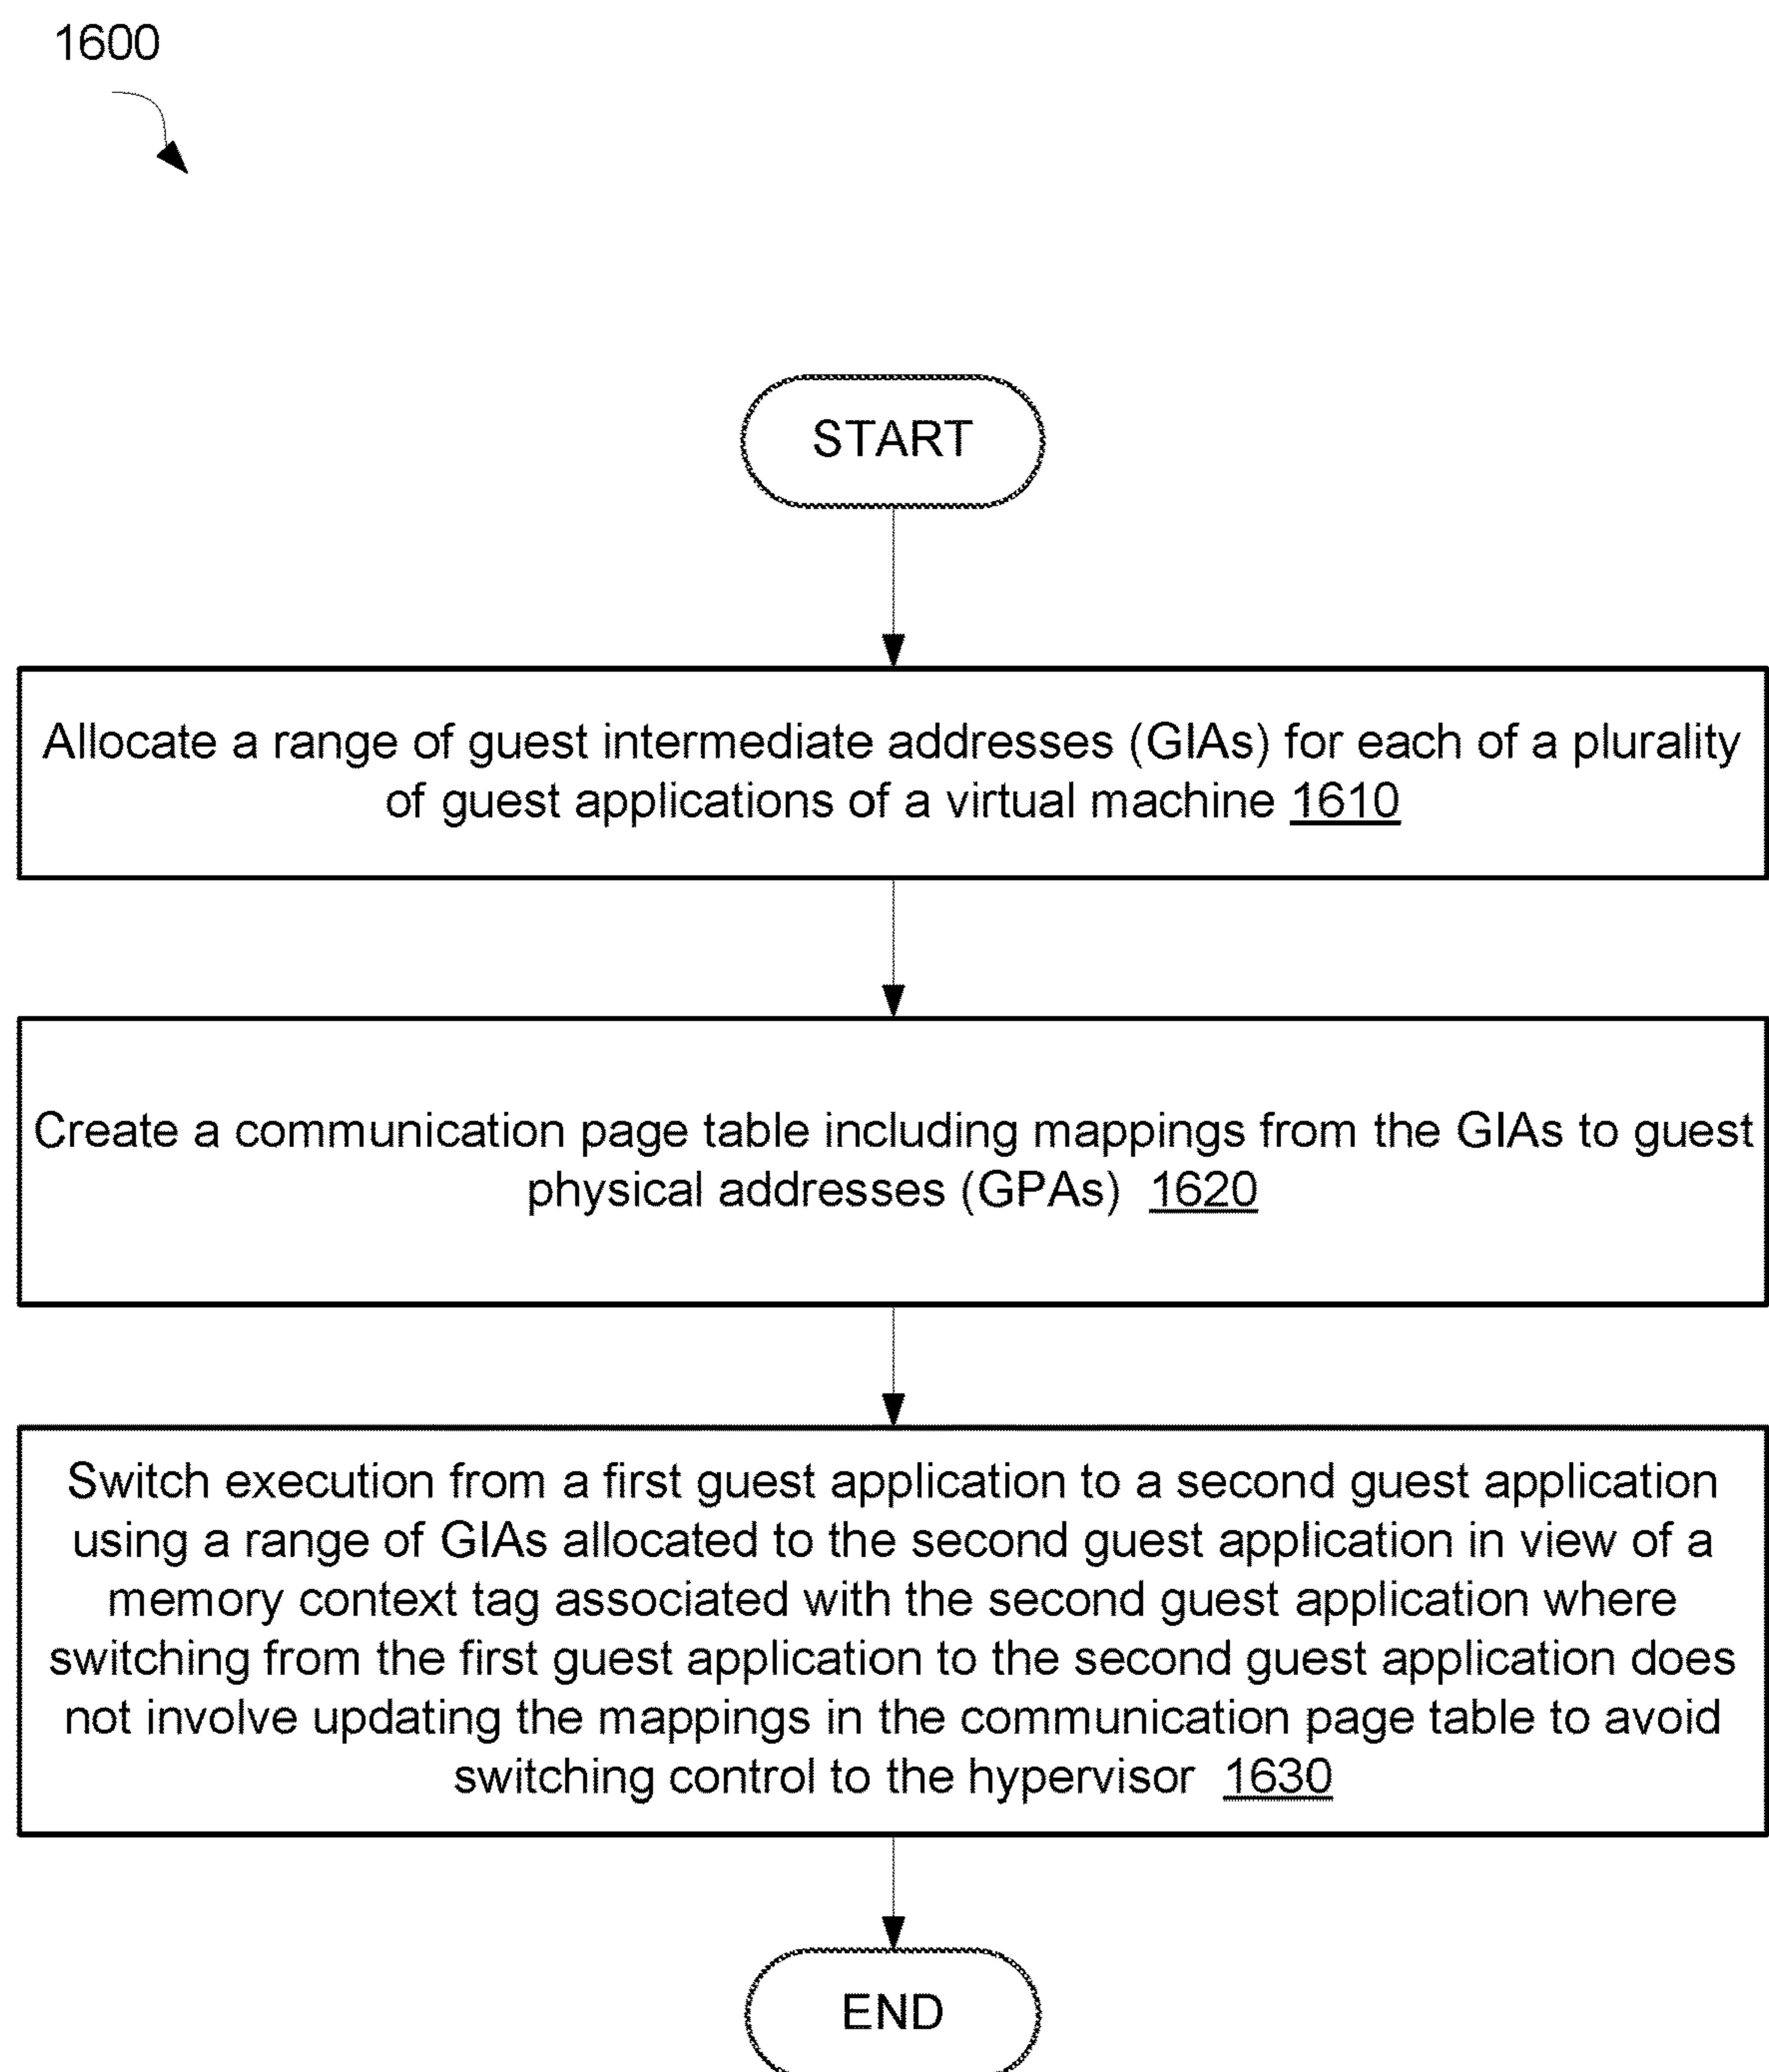 1600
START
Allocate a range of guest intermediate addresses (GIAs) for each of a plurality
of guest applications of a virtual machine 1610
Create a communication page table including mappings from the GIAs to guest
physical addresses (GPAs) 1620
Switch execution from a first guest application to a second guest application
using a range of GIAs allocated to the second guest application in view of a
memory context tag associated with the second guest application where
switching from the first guest application to the second guest application does
not involve updating the mappings in the communication page table to avoid
switching control to the hypervisor 1630
END